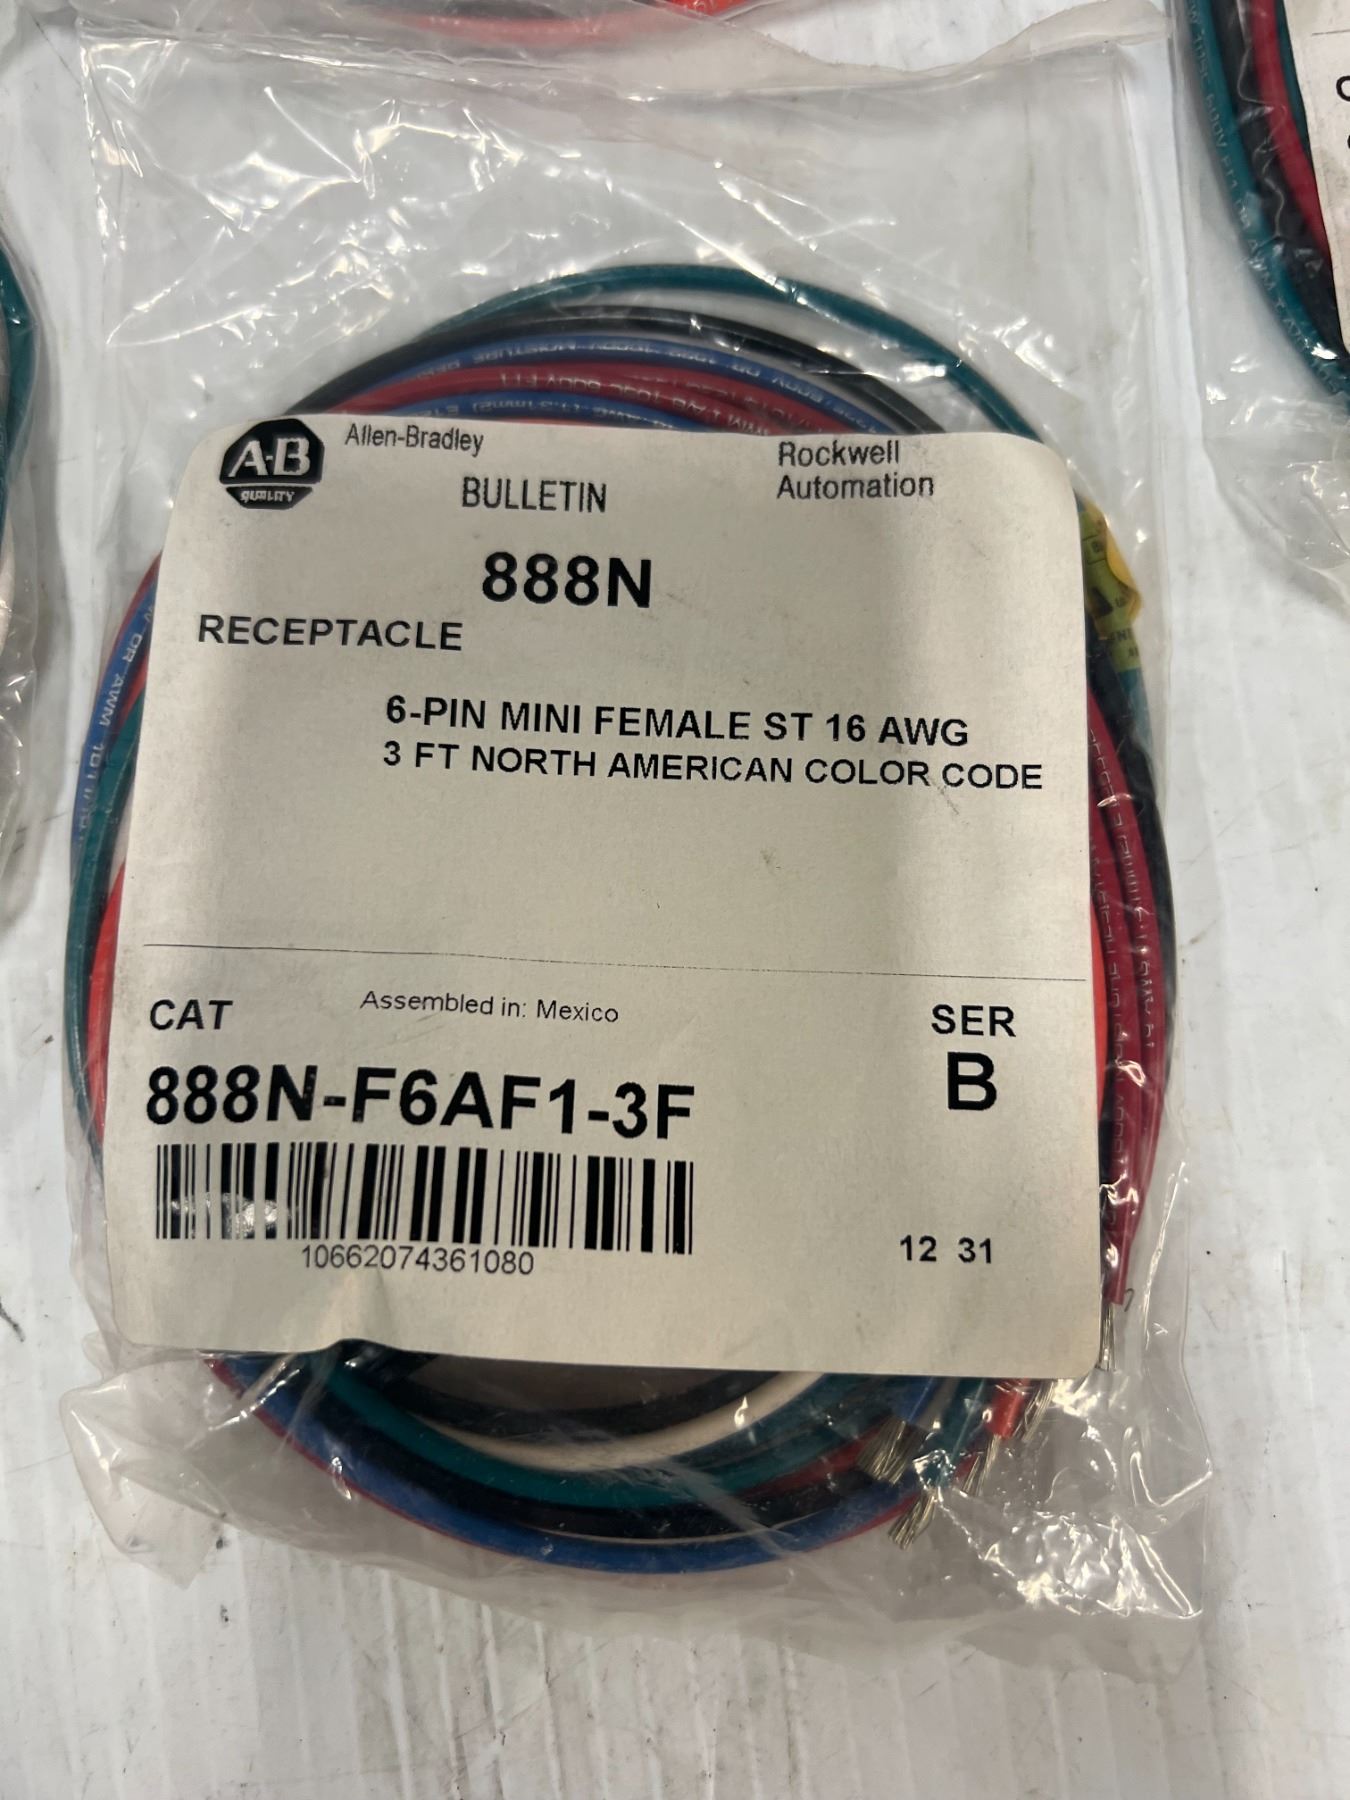 A-B
QUALITY
Allen-Bradley
Rockwell
Automation
BULLETIN
888N
RECEPTACLE
6-PIN MINI FEMALE ST 16 AWG
3 FT NORTH AMERICAN COLOR CODE
CAT
Assembled in: Mexico
SER
888N-F6AF1-3F
B
10662074361080
12 31